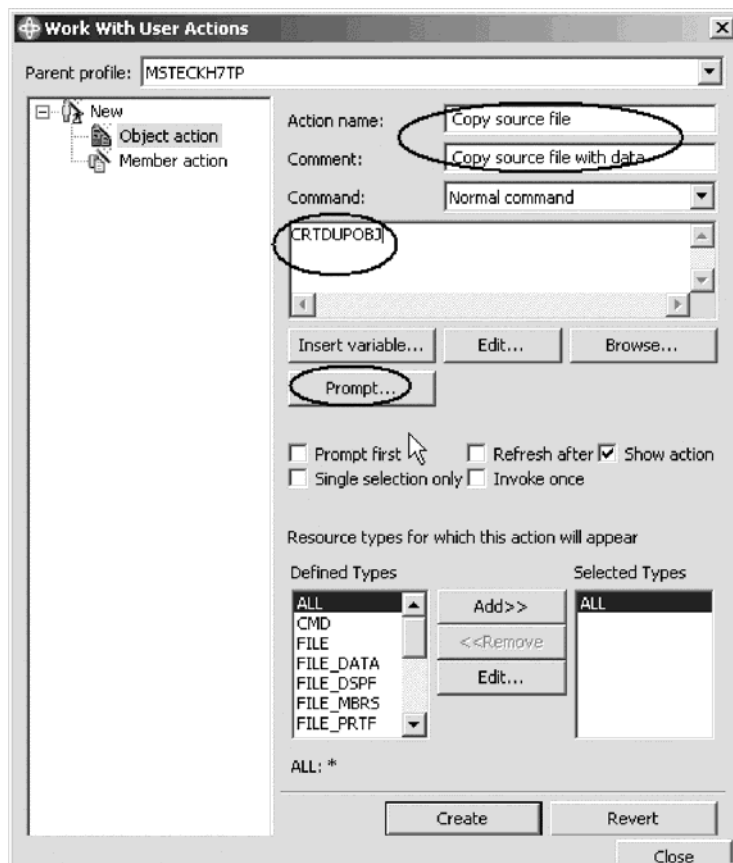 Work With User Actions
Parent profile: MSTECKH7TP
New
Object action
Member action
Action name: Copy source file
Comment: Copy source file with data
Command: Normal command
CRTDUPOBJ
Insert variable... Edit... Browse...
Prompt...
Prompt first Refresh after Show action
Single selection only Invoke once
Resource types for which this action will appear
Defined Types Selected Types
ALL Add>> ALL
CMD
FILE <<Remove
FILE_DATA
FILE_DSPF Edit...
FILE_MBRS
FILE_PRTF
ALL: *
Create Revert
Close